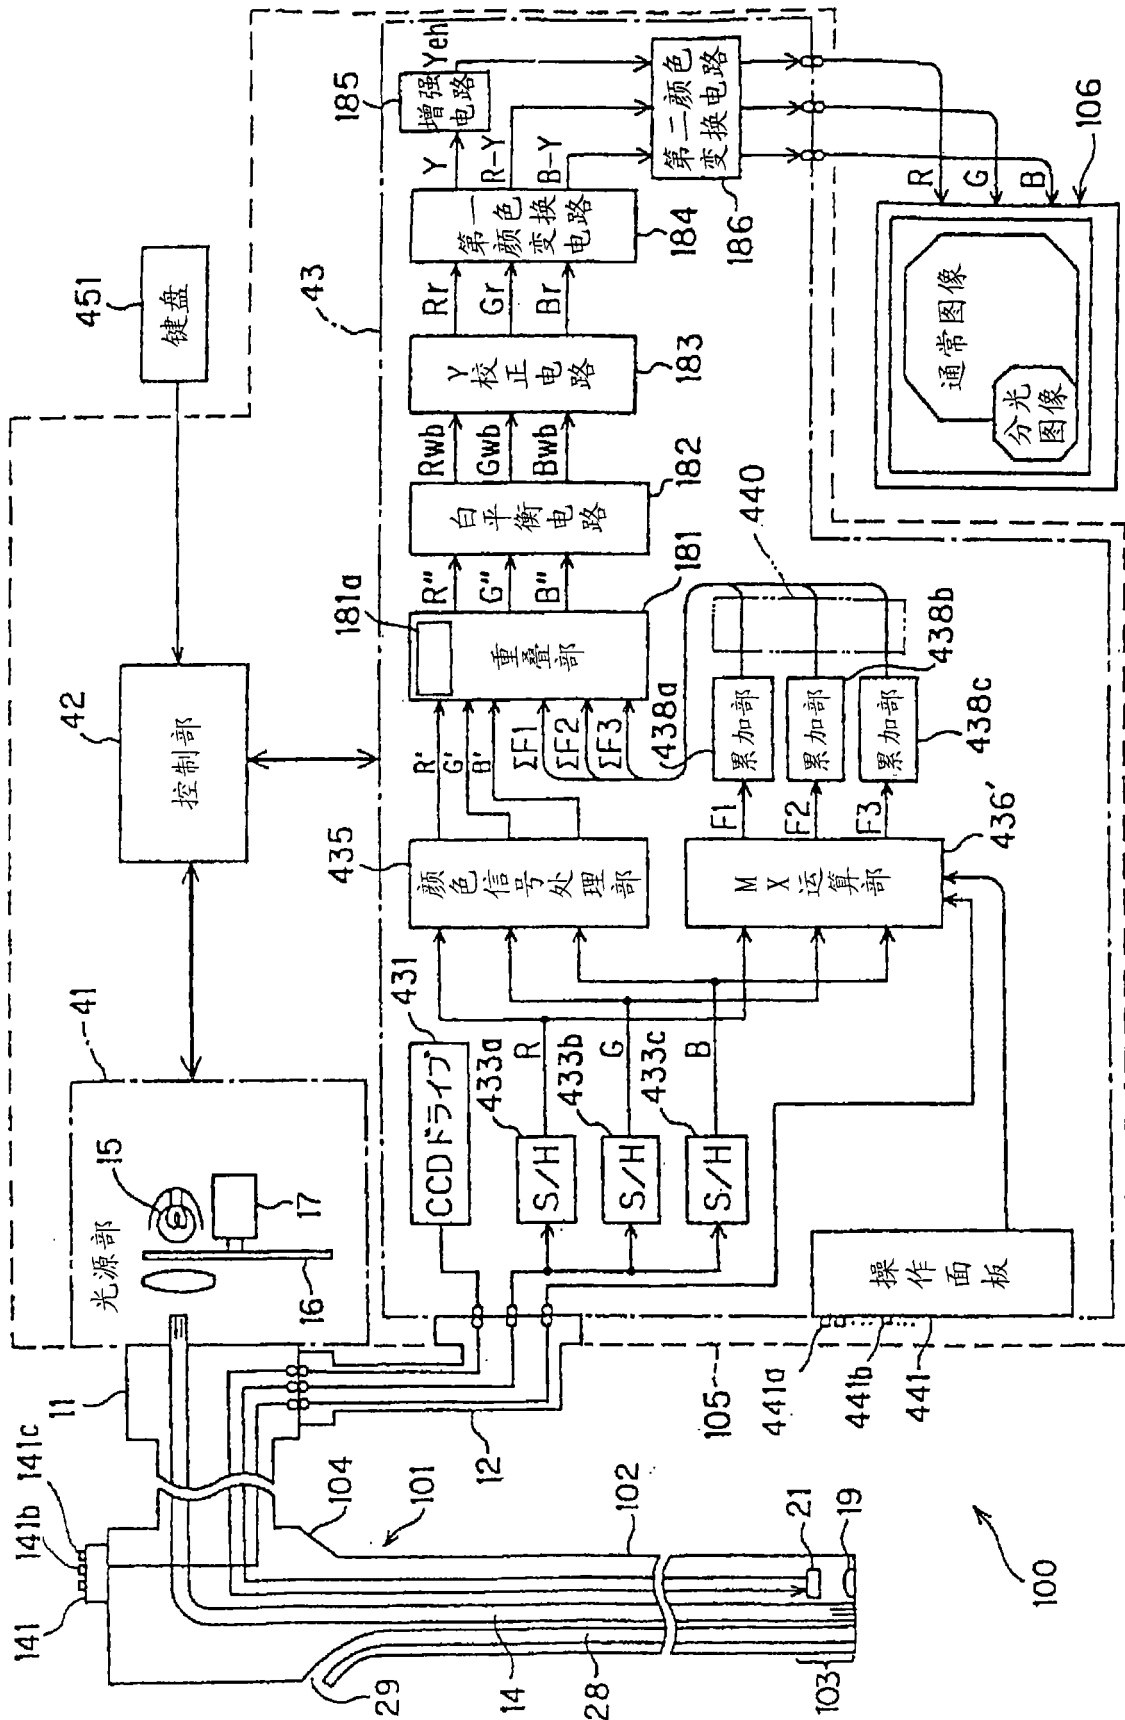 451
键盘
42
控制部
41
光源部
15
17
16
11
141c
141b
141
104
101
102
12
21
19
100
103
28
14
29
105
43
185
增强
电路
Yeh
Y
R-Y
B-Y
第二颜色
变换电路
186
第一
颜色
变换
电路
184
Rr
Gr
Br
γ
校正
电路
183
Rwb
Gwb
Bwb
白平衡电路
182
R"
G"
B"
181a
重叠部
181
R'
G'
B'
ΣF1
ΣF2
ΣF3
435
颜色信号处理部
431
CCDドライブ
433a
S/H
R
433b
S/H
G
433c
S/H
B
MX运算部
436'
F1
F2
F3
438a
累加部
438b
累加部
438c
累加部
440
操作面板
441a
441b
441
R
G
B
106
通常图像
分光
图像